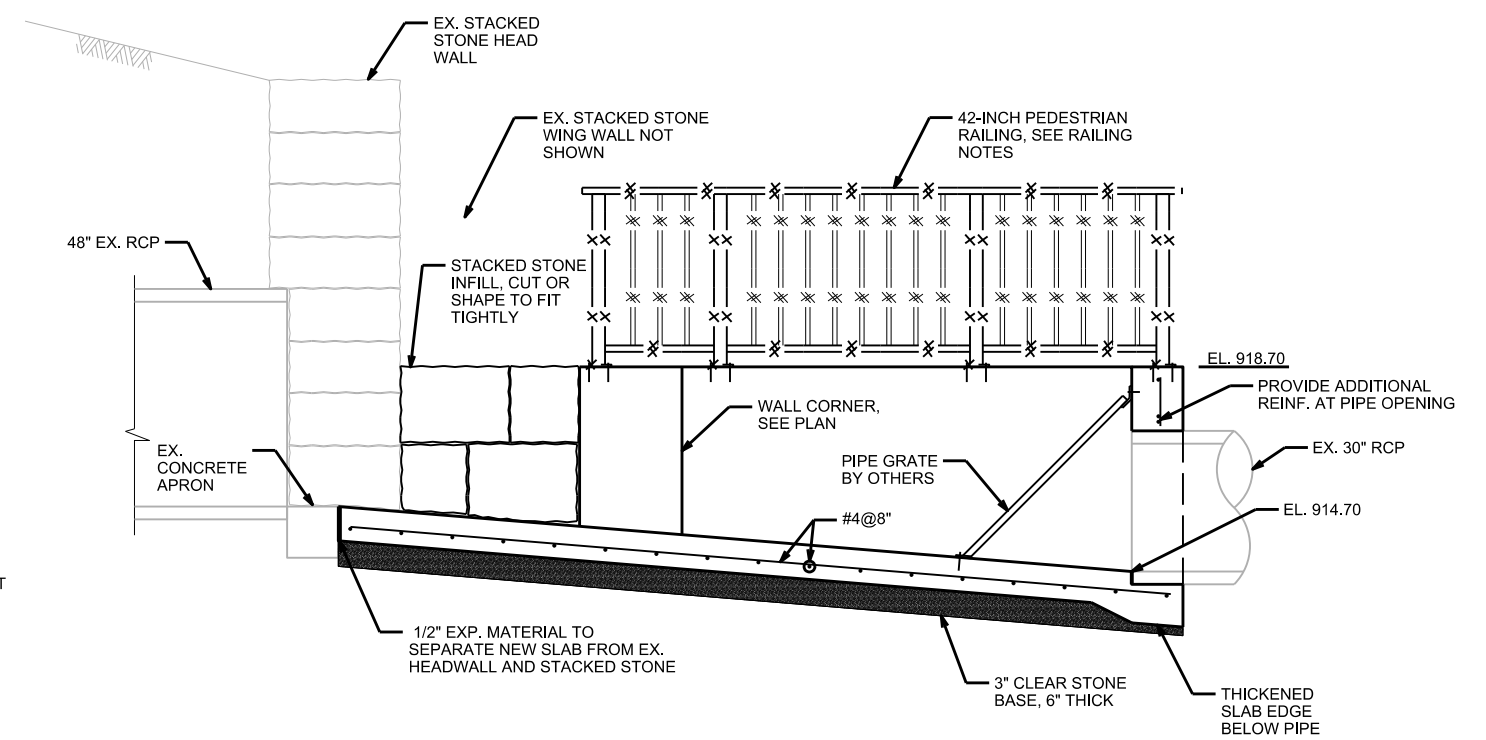 EX. STACKED
STONE HEAD
WALL
EX. STACKED STONE
WING WALL NOT
SHOWN
42-INCH PEDESTRIAN
RAILING, SEE RAILING
NOTES
48" EX. RCP
STACKED STONE
INFILL, CUT OR
SHAPE TO FIT
TIGHTLY
EL. 918.70
PROVIDE ADDITIONAL
REINF. AT PIPE OPENING
WALL CORNER,
SEE PLAN
EX.
CONCRETE
APRON
PIPE GRATE
BY OTHERS
EX. 30" RCP
#4@8"
EL. 914.70
T
1/2" EXP. MATERIAL TO
SEPARATE NEW SLAB FROM EX.
HEADWALL AND STACKED STONE
3" CLEAR STONE
BASE, 6" THICK
THICKENED
SLAB EDGE
BELOW PIPE